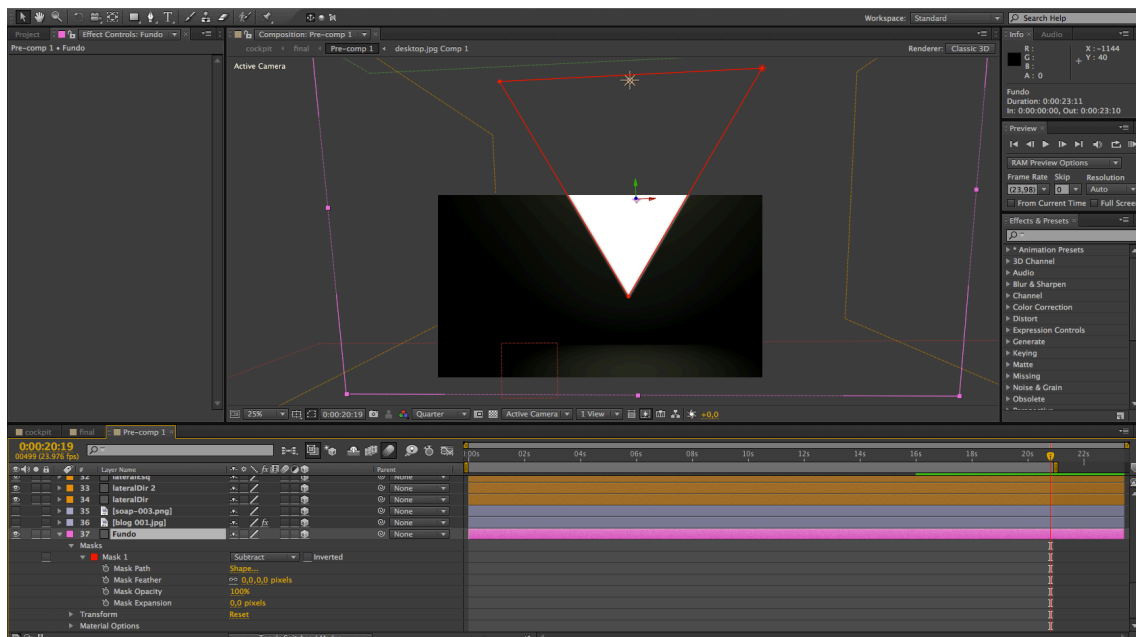 Workspace: Standard
Search Help
Project
Effect Controls: Fundo
Composition: Pre-comp 1
Info
Audio
Pre-comp 1 • Fundo
cockpit
final
Pre-comp 1
desktop.jpg Comp 1
Renderer: Classic 3D
Active Camera
R :
G :
B :
A : 0
X : -1144
Y : 40
Fundo
Duration: 0:00:23:11
In: 0:00:00:00, Out: 0:00:23:10
Preview
RAM Preview Options
Frame Rate Skip Resolution
(23,98) 0 Auto
From Current Time Full Scree
Effects & Presets
* Animation Presets
3D Channel
Audio
Blur & Sharpen
Channel
Color Correction
Distort
Expression Controls
Generate
Keying
Matte
Missing
Noise & Grain
Obsolete
25% 0:00:20:19 Quarter Active Camera 1 View +0,0
cockpit final Pre-comp 1
0:00:20:19
00499 (23.976 fps)
# Layer Name Parent
:00s 02s 04s 06s 08s 10s 12s 14s 16s 18s 20s 22s
32 lateralEsq None
33 lateralDir 2 None
34 lateralDir None
35 [soap-003.png] None
36 [blog 001.jpg] fx None
37 Fundo None
Masks
Mask 1 Subtract Inverted
Mask Path Shape...
Mask Feather 0,0,0,0 pixels
Mask Opacity 100%
Mask Expansion 0,0 pixels
Transform Reset
Material Options